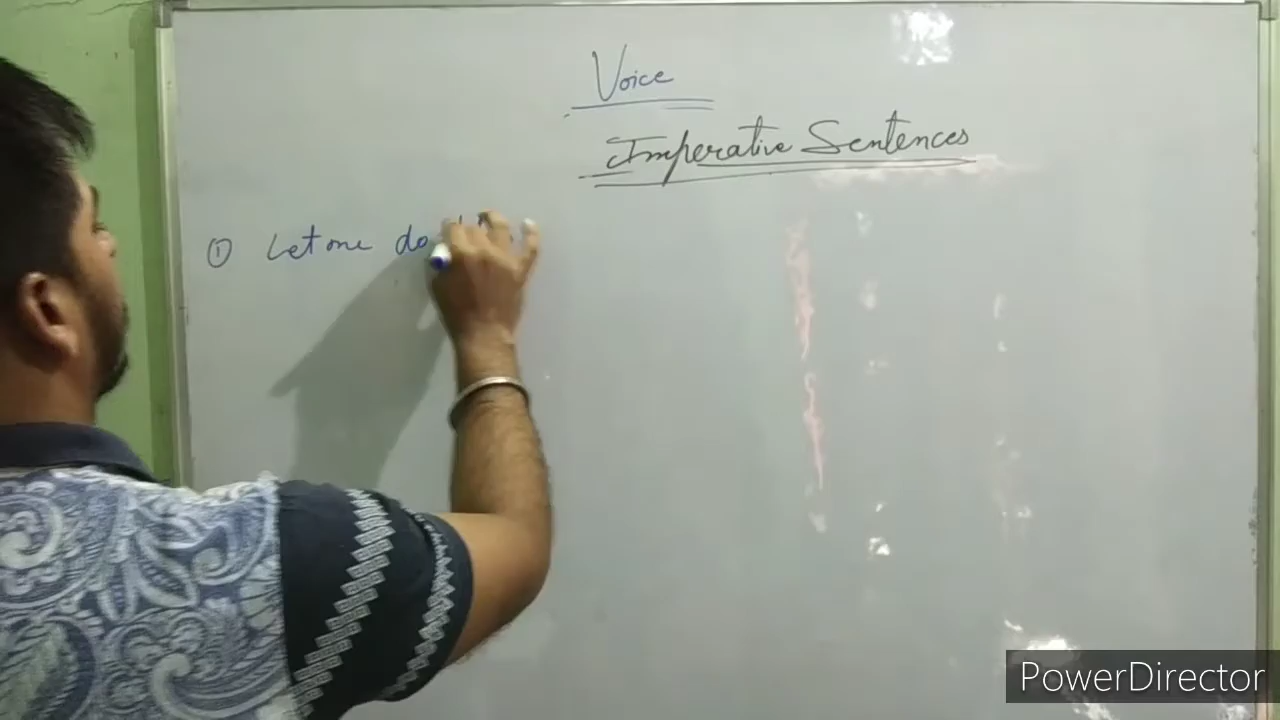 Voice
Imperative Sentences
① Let me do
PowerDirector